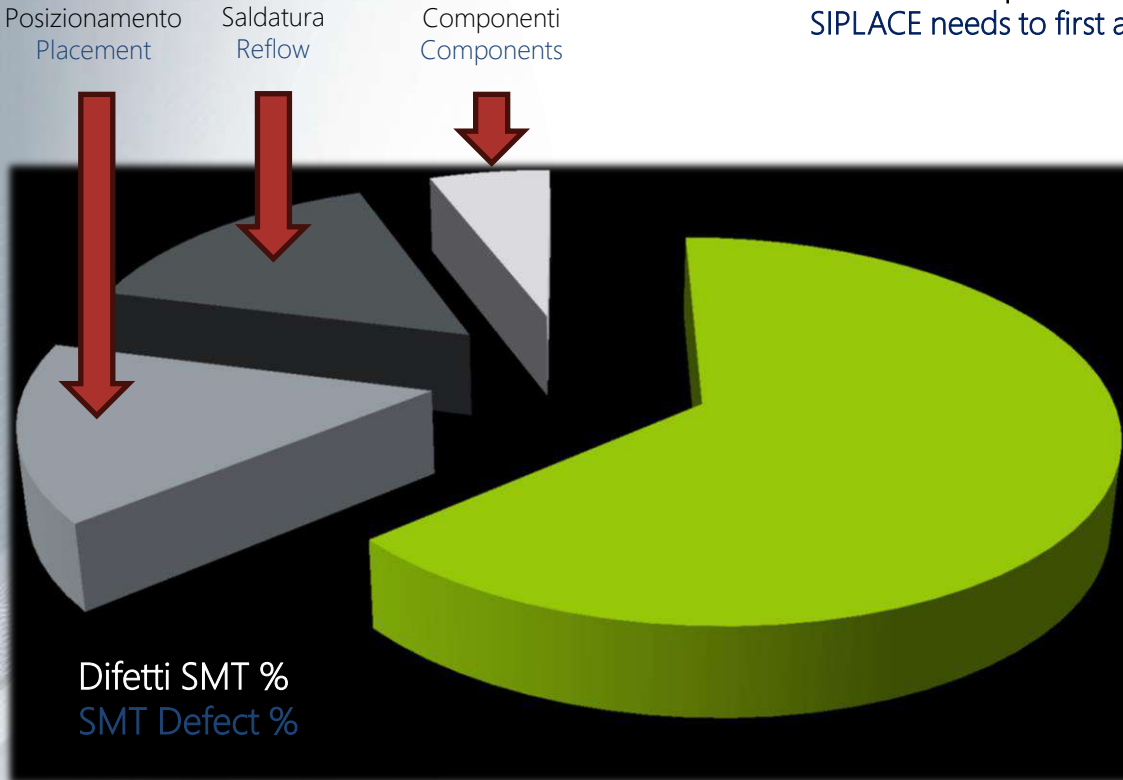 Posizionamento
Placement
Saldatura
Reflow
Componenti
Components
SIPLACE needs to first
Difetti SMT %
SMT Defect %